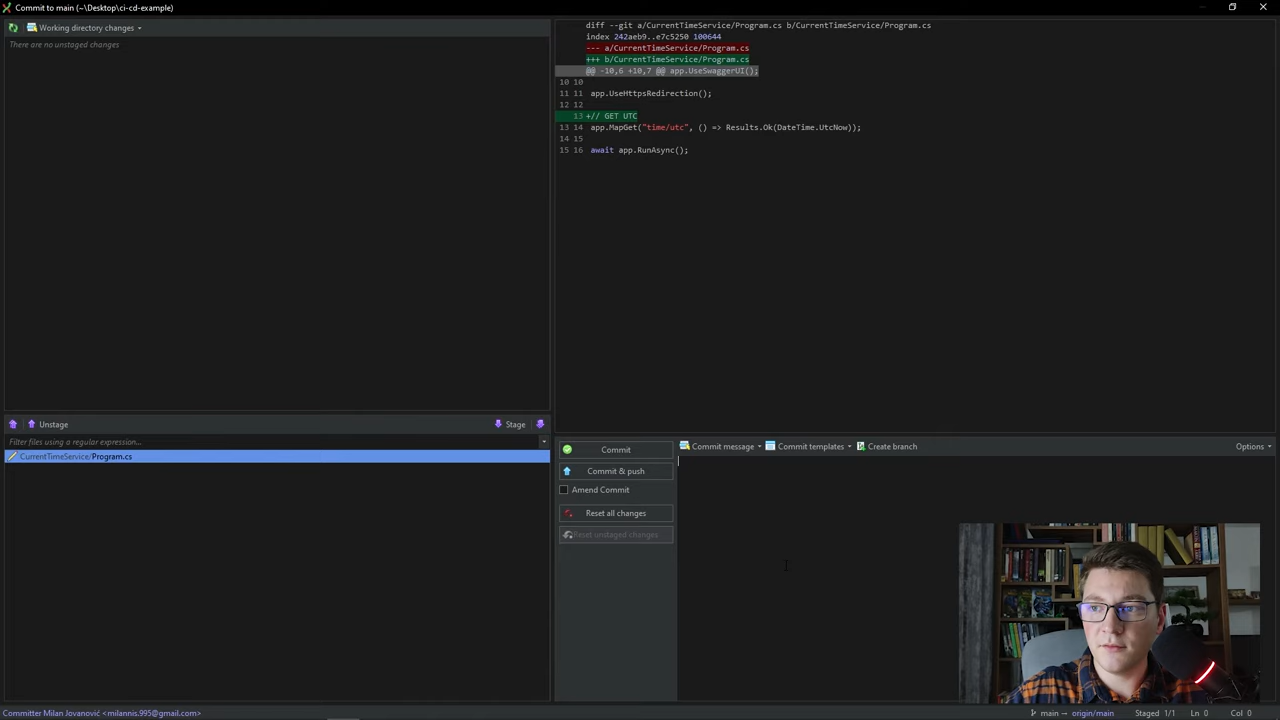 Commit to main (~\Desktop\ci-cd-example)
Working directory changes
There are no unstaged changes
diff --git a/CurrentTimeService/Program.cs b/CurrentTimeService/Program.cs
index 242aeb9..e7c5250 100644
--- a/CurrentTimeService/Program.cs
+++ b/CurrentTimeService/Program.cs
@@ -10,6 +10,7 @@ app.UseSwaggerUI();
10 10
11 11 app.UseHttpsRedirection();
12 12
13 +// GET UTC
13 14 app.MapGet("time/utc", () => Results.Ok(DateTime.UtcNow));
14 15
15 16 await app.RunAsync();
Unstage
Stage
Filter files using a regular expression...
CurrentTimeService/Program.cs
Commit
Commit & push
Amend Commit
Reset all changes
Reset unstaged changes
Commit message
Commit templates
Create branch
Options
Committer Milan Jovanović <milannis.995@gmail.com>
main → origin/main
Staged 1/1
Ln 0
Col 0